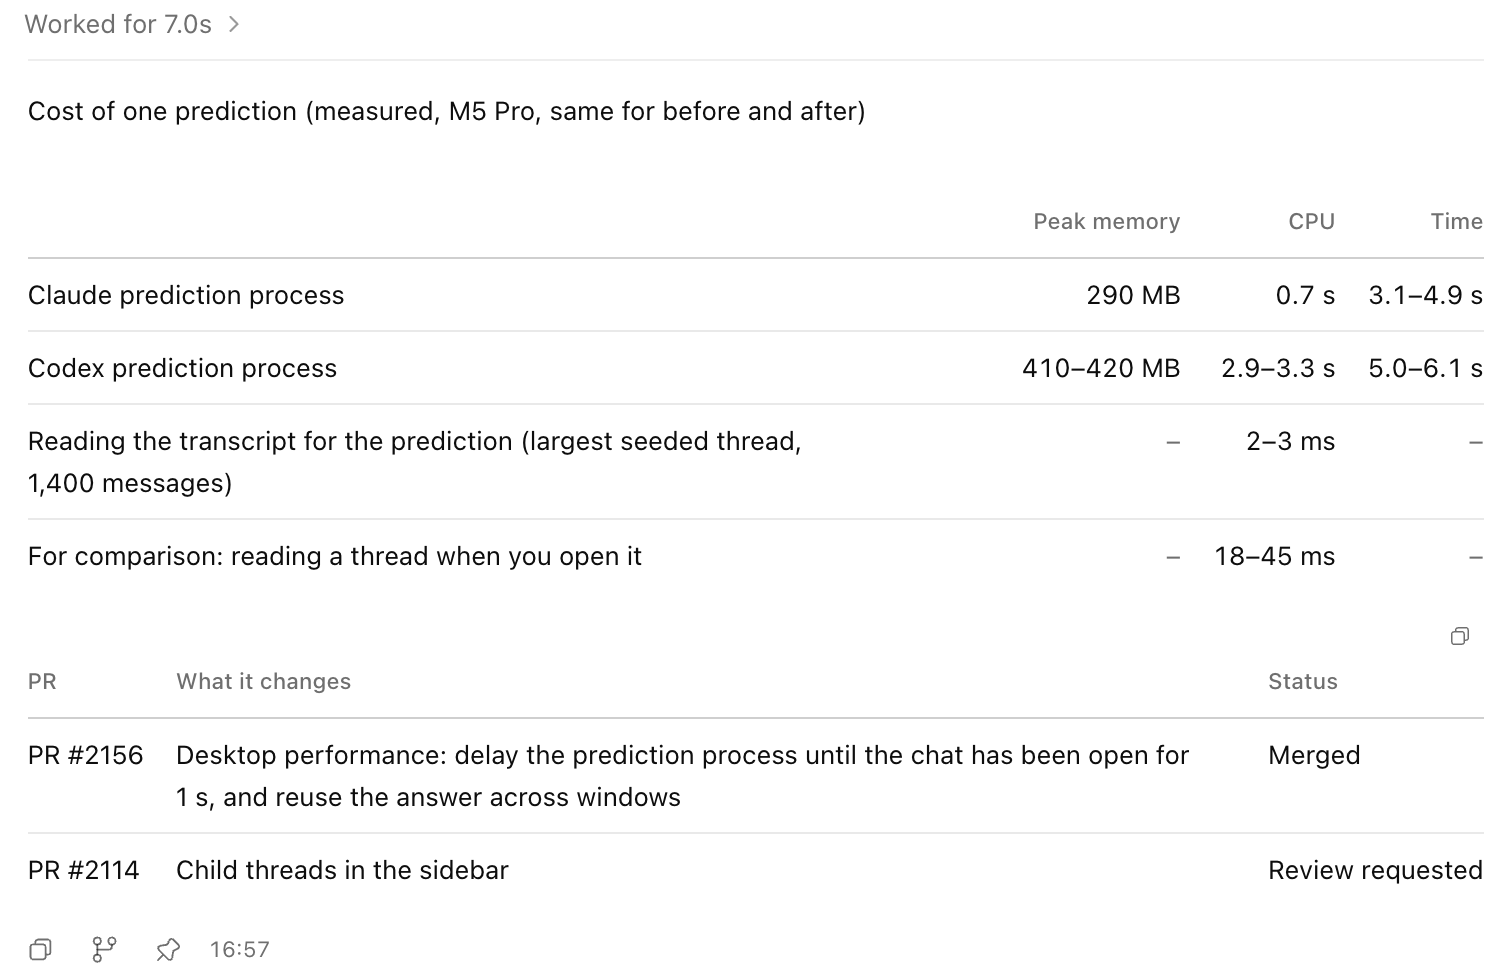 Worked for 7.0s
Cost of one prediction (measured, M5 Pro, same for before and after)
Peak memory CPU Time
Claude prediction process 290 MB 0.7 s 3.1–4.9 s
Codex prediction process 410–420 MB 2.9–3.3 s 5.0–6.1 s
Reading the transcript for the prediction (largest seeded thread, – 2–3 ms –
1,400 messages)
For comparison: reading a thread when you open it – 18–45 ms –
PR What it changes Status
PR #2156 Desktop performance: delay the prediction process until the chat has been open for Merged
1 s, and reuse the answer across windows
PR #2114 Child threads in the sidebar Review requested
16:57